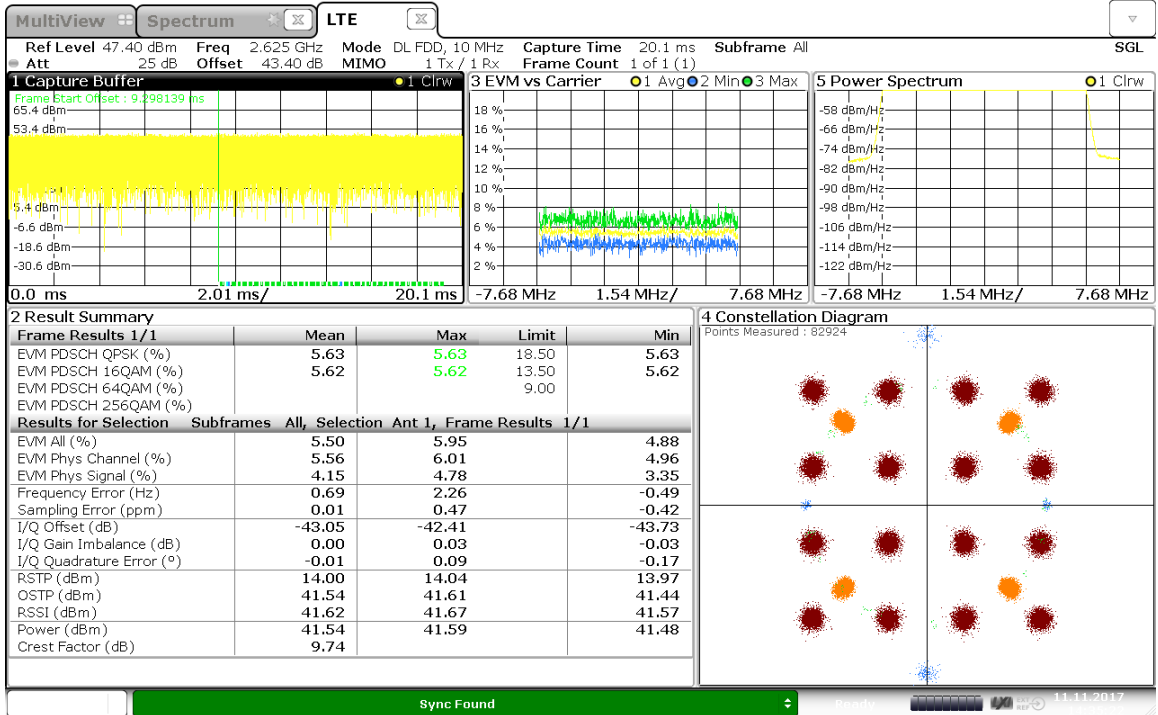 MultiView Spectrum LTE
Ref Level 47.40 dBm Freq 2.625 GHz Mode DL FDD, 10 MHz Capture Time 20.1 ms Subframe All SGL
Att 25 dB Offset 43.40 dB MIMO 1 Tx / 1 Rx Frame Count 1 of 1 (1)
1 Capture Buffer 1 Clrw
Frame Start Offset : 9.298139 ms
65.4 dBm
53.4 dBm
5.4 dBm
-6.6 dBm
-18.6 dBm
-30.6 dBm
0.0 ms 2.01 ms/ 20.1 ms
3 EVM vs Carrier 1 Avg 2 Min 3 Max
18 %
16 %
14 %
12 %
10 %
8 %
6 %
4 %
2 %
-7.68 MHz 1.54 MHz/ 7.68 MHz
5 Power Spectrum 1 Clrw
-58 dBm/Hz
-66 dBm/Hz
-74 dBm/Hz
-82 dBm/Hz
-90 dBm/Hz
-98 dBm/Hz
-106 dBm/Hz
-114 dBm/Hz
-122 dBm/Hz
-7.68 MHz 1.54 MHz/ 7.68 MHz
2 Result Summary
Frame Results 1/1 Mean Max Limit Min
EVM PDSCH QPSK (%) 5.63 5.63 18.50 5.63
EVM PDSCH 16QAM (%) 5.62 5.62 13.50 5.62
EVM PDSCH 64QAM (%) 9.00
EVM PDSCH 256QAM (%)
Results for Selection Subframes All, Selection Ant 1, Frame Results 1/1
EVM All (%) 5.50 5.95 4.88
EVM Phys Channel (%) 5.56 6.01 4.96
EVM Phys Signal (%) 4.15 4.78 3.35
Frequency Error (Hz) 0.69 2.26 -0.49
Sampling Error (ppm) 0.01 0.47 -0.42
I/Q Offset (dB) -43.05 -42.41 -43.73
I/Q Gain Imbalance (dB) 0.00 0.03 -0.03
I/Q Quadrature Error (°) -0.01 0.09 -0.17
RSTP (dBm) 14.00 14.04 13.97
OSTP (dBm) 41.54 41.61 41.44
RSSI (dBm) 41.62 41.67 41.57
Power (dBm) 41.54 41.59 41.48
Crest Factor (dB) 9.74
4 Constellation Diagram
Points Measured : 82924
Sync Found
Ready
LXI
EXT
REF
11.11.2017